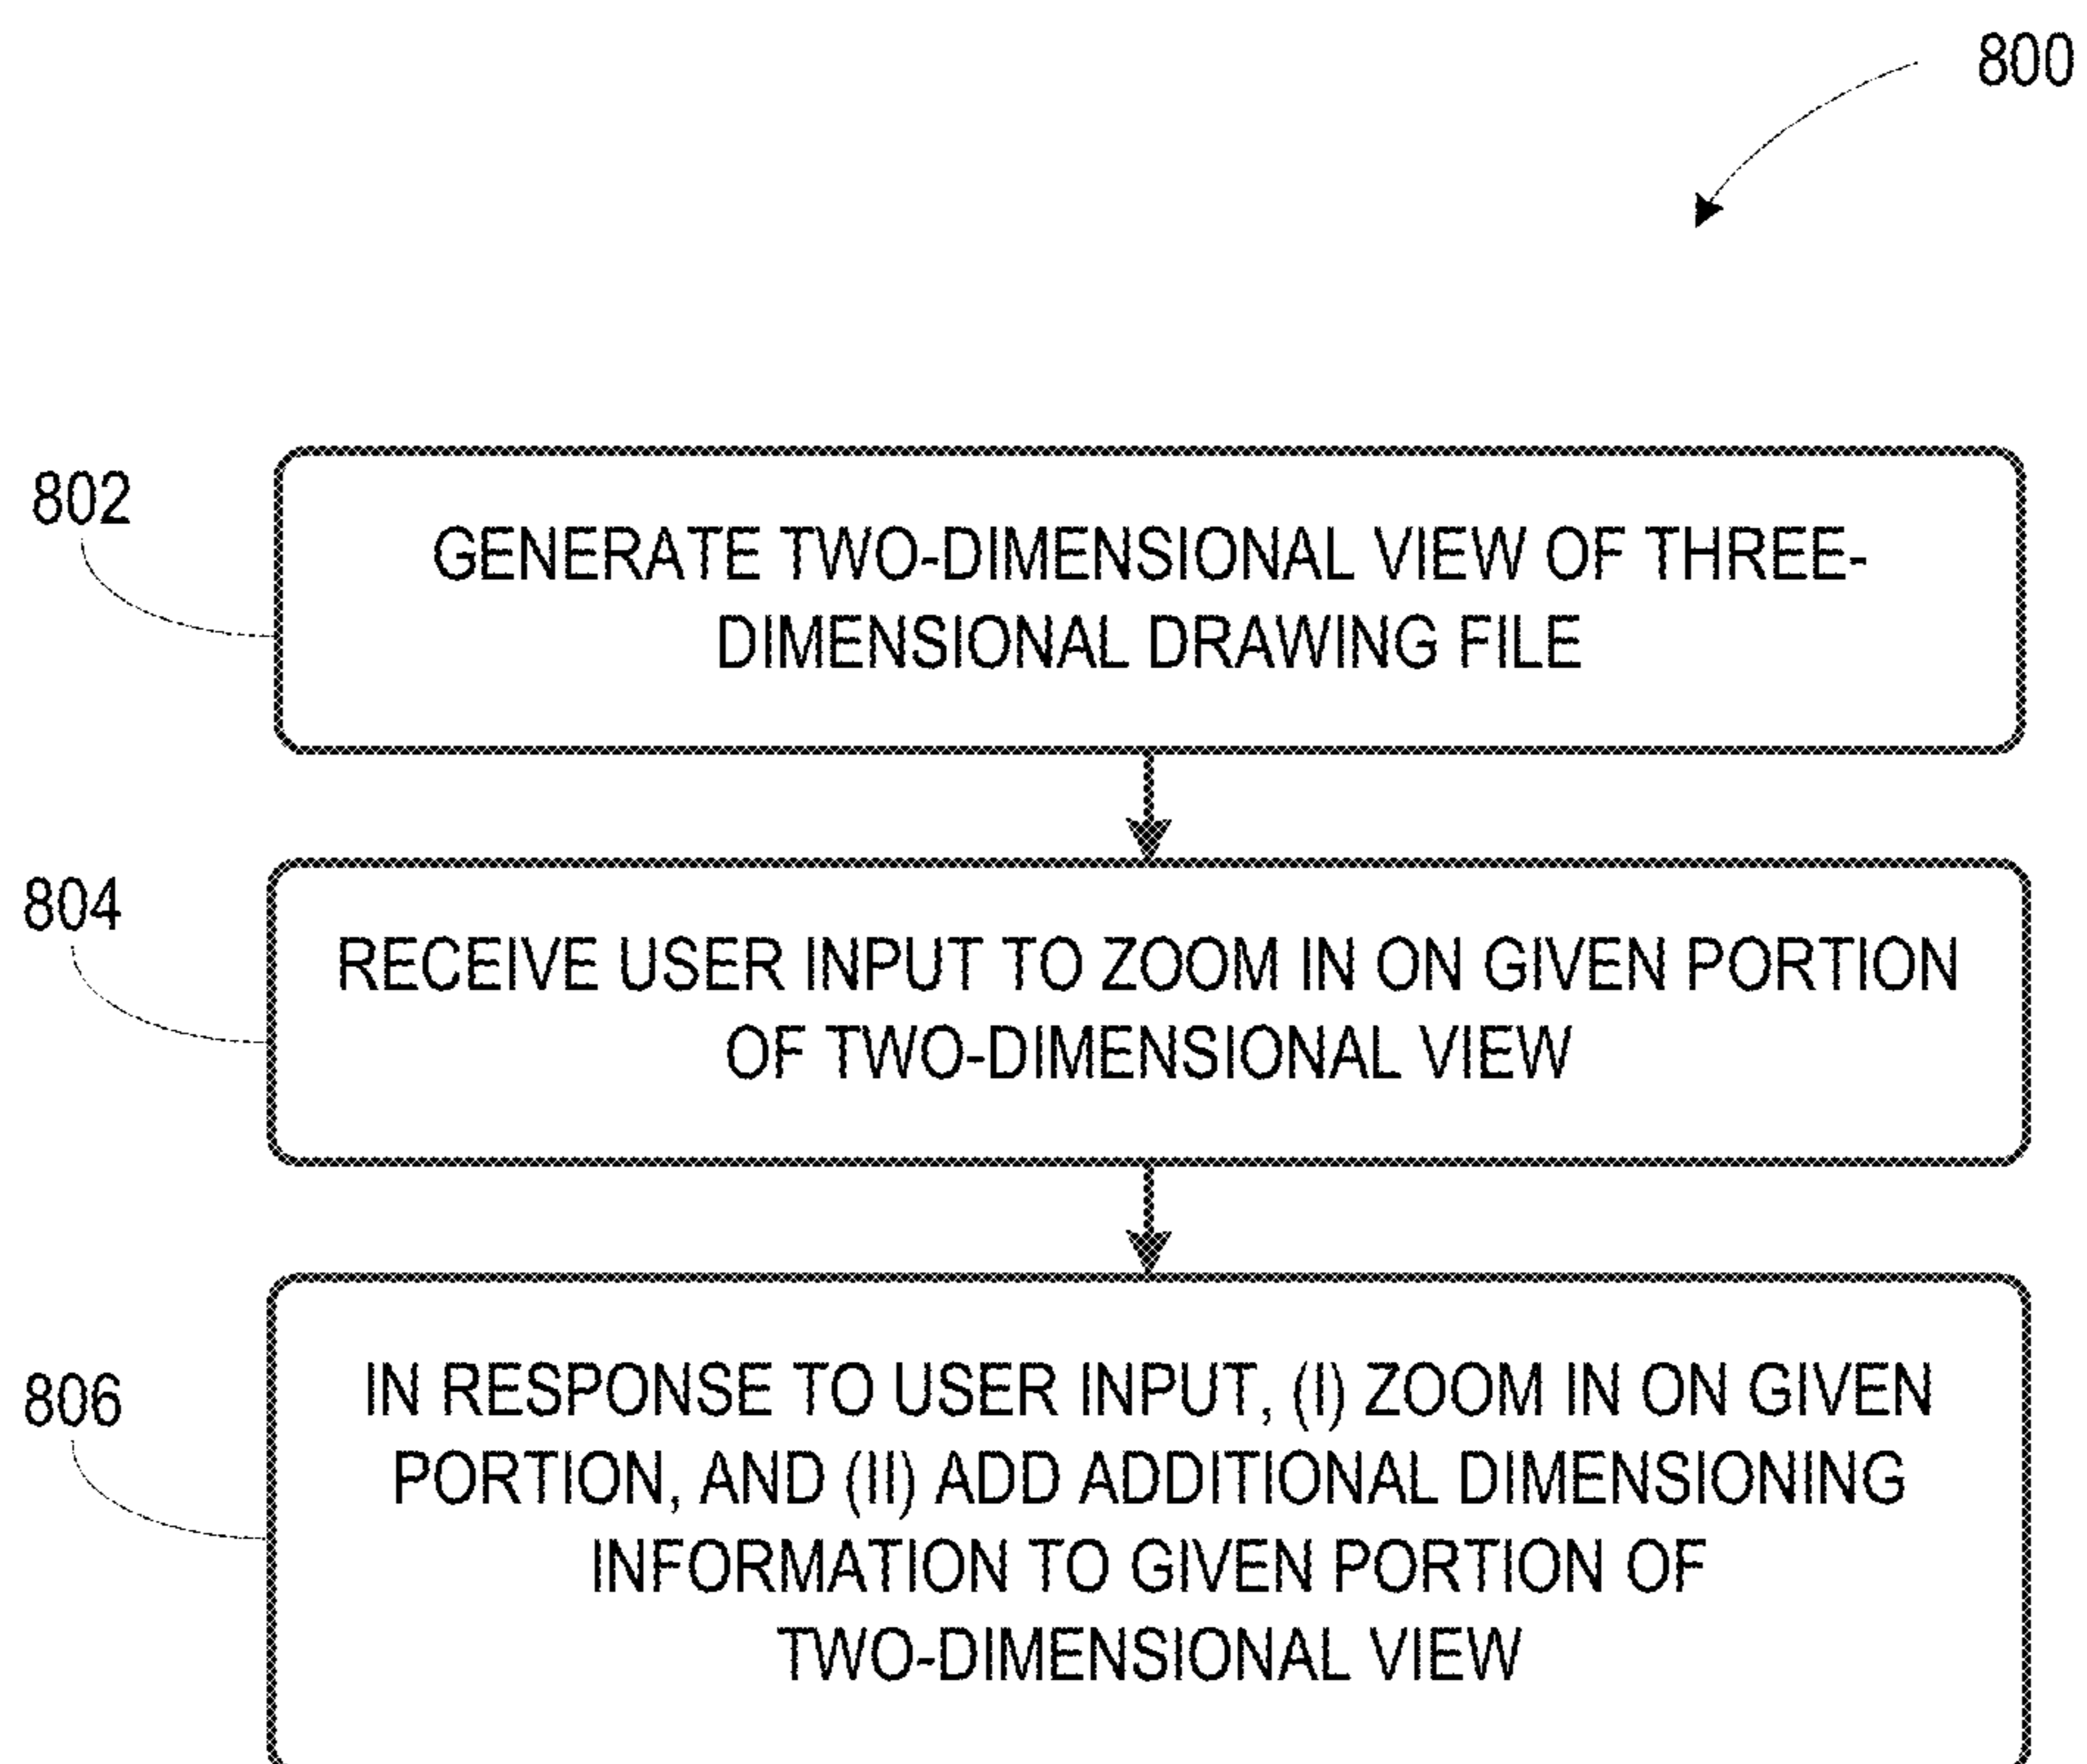 800
802
GENERATE TWO-DIMENSIONAL VIEW OF THREE-
DIMENSIONAL DRAWING FILE
804
RECEIVE USER INPUT TO ZOOM IN ON GIVEN PORTION
OF TWO-DIMENSIONAL VIEW
806
IN RESPONSE TO USER INPUT, (I) ZOOM IN ON GIVEN
PORTION, AND (II) ADD ADDITIONAL DIMENSIONING
INFORMATION TO GIVEN PORTION OF
TWO-DIMENSIONAL VIEW